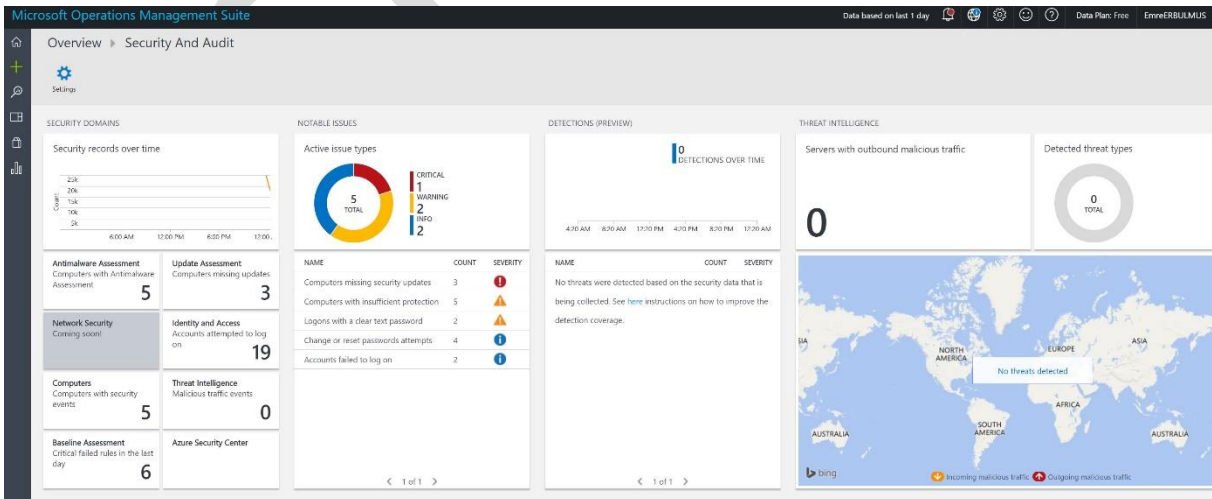 Microsoft Operations Management Suite
Data based on last 1 day
Data Plan: Free
EmreERBULMUS
Overview
Security And Audit
Settings
SECURITY DOMAINS
Security records over time
Count
25k
20k
15k
10k
5k
6:00 AM 12:00 PM 6:00 PM 12:00
Antimalware Assessment
Computers with Antimalware
Assessment
5
Update Assessment
Computers missing updates
3
Network Security
Coming soon!
Identity and Access
Accounts attempted to log
on
19
Computers
Computers with security
events
5
Threat Intelligence
Malicious traffic events
0
Baseline Assessment
Critical failed rules in the last
day
6
Azure Security Center
NOTABLE ISSUES
Active issue types
5
TOTAL
CRITICAL
1
WARNING
2
INFO
2
NAME COUNT SEVERITY
Computers missing security updates 3
Computers with insufficient protection 5
Logons with a clear text password 2
Change or reset passwords attempts 4
Accounts failed to log on 2
1 of 1
DETECTIONS (PREVIEW)
0
DETECTIONS OVER TIME
4:20 AM 8:20 AM 12:20 PM 4:20 PM 8:20 PM 12:20 AM
NAME COUNT SEVERITY
No threats were detected based on the security data that is
being collected. See here instructions on how to improve the
detection coverage.
1 of 1
THREAT INTELLIGENCE
Servers with outbound malicious traffic
0
Detected threat types
0
TOTAL
NORTH
AMERICA
EUROPE
ASIA
No threats detected
AFRICA
SOUTH
AMERICA
AUSTRALIA
AUSTRALIA
bing
Incoming malicious traffic
Outgoing malicious traffic